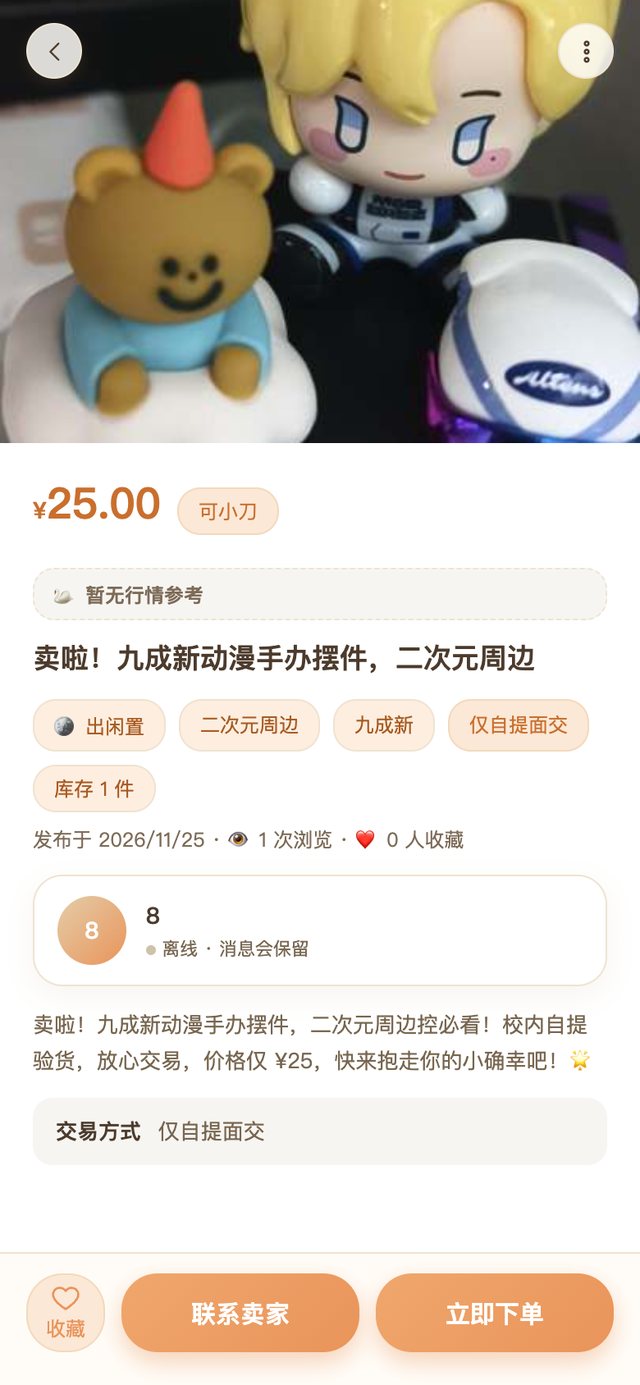 Altens
¥25.00 可小刀
暂无行情参考
卖啦！九成新动漫手办摆件，二次元周边
出闲置 二次元周边 九成新 仅自提面交
库存 1 件
发布于 2026/11/25 · 👁 1 次浏览 · ❤️ 0 人收藏
8
8
离线 · 消息会保留
卖啦！九成新动漫手办摆件，二次元周边控必看！校内自提
验货，放心交易，价格仅 ¥25，快来抱走你的小确幸吧！🌟
交易方式 仅自提面交
收藏
联系卖家
立即下单